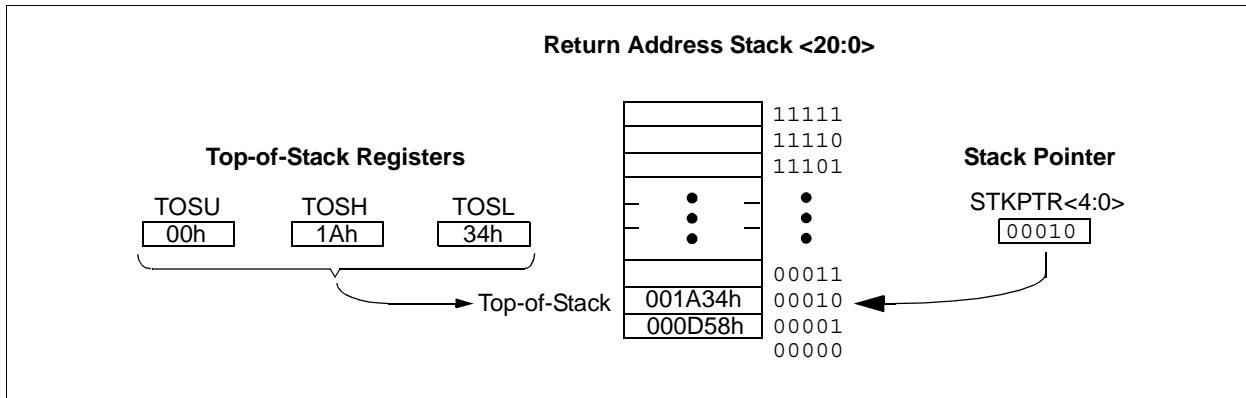 Return Address Stack <20:0>
11111
11110
Top-of-Stack Registers
11101
Stack Pointer
TOSU TOSH TOSL
STKPTR<4:0>
00h 1Ah 34h
00010
00011
Top-of-Stack 001A34h 00010
000D58h 00001
00000